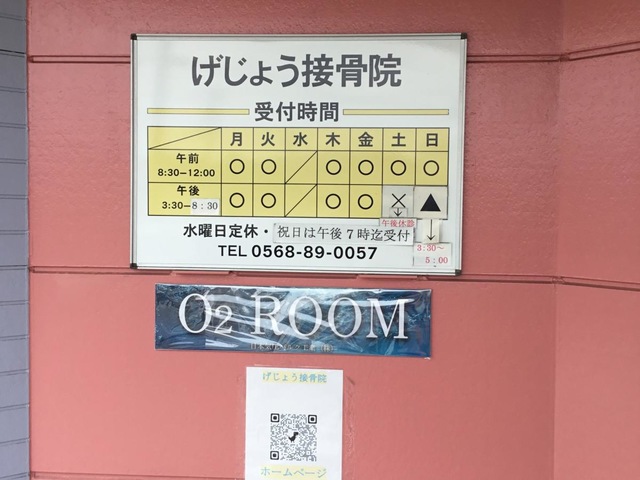 げじょう接骨院
受付時間
月 火 水 木 金 土 日
午前 8:30-12:00 ○ ○ ／ ○ ○ ○ ○
午後 3:30-8:30 ○ ○ ／ ○ ○ × ▲
午後休診
水曜日定休・祝日は午後7時迄受付
3:30～
5:00
TEL 0568-89-0057
O2 ROOM
げじょう接骨院
ホームページ